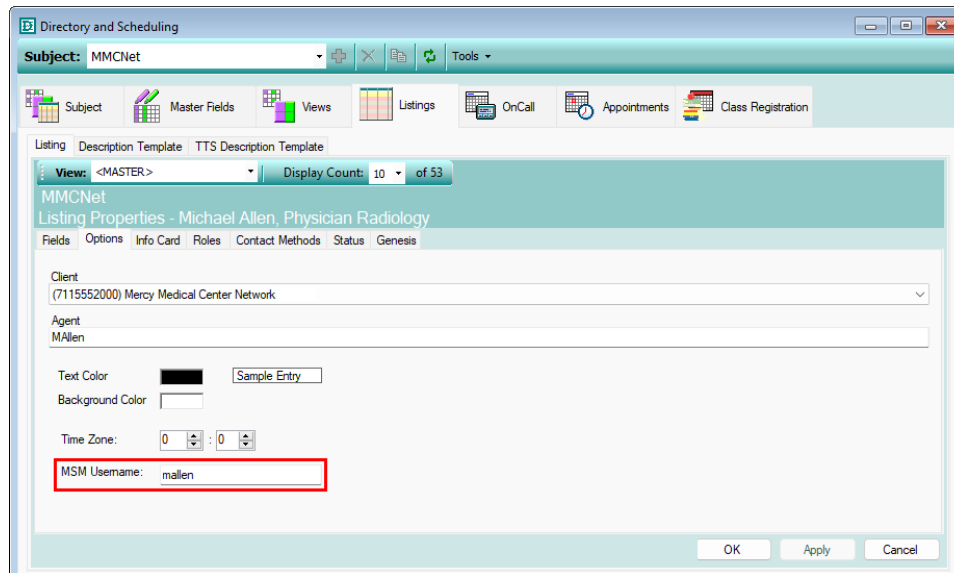 Directory and Scheduling
Subject: MMCNet Tools
Subject Master Fields Views Listings OnCall Appointments Class Registration
Listing Description Template TTS Description Template
View: <MASTER> Display Count: 10 of 53
MMCNet
Listing Properties - Michael Allen, Physician Radiology
Fields Options Info Card Roles Contact Methods Status Genesis
Client
(7115552000) Mercy Medical Center Network
Agent
MAllen
Text Color Sample Entry
Background Color
Time Zone: 0 : 0
MSM Username: mallen
OK Apply Cancel